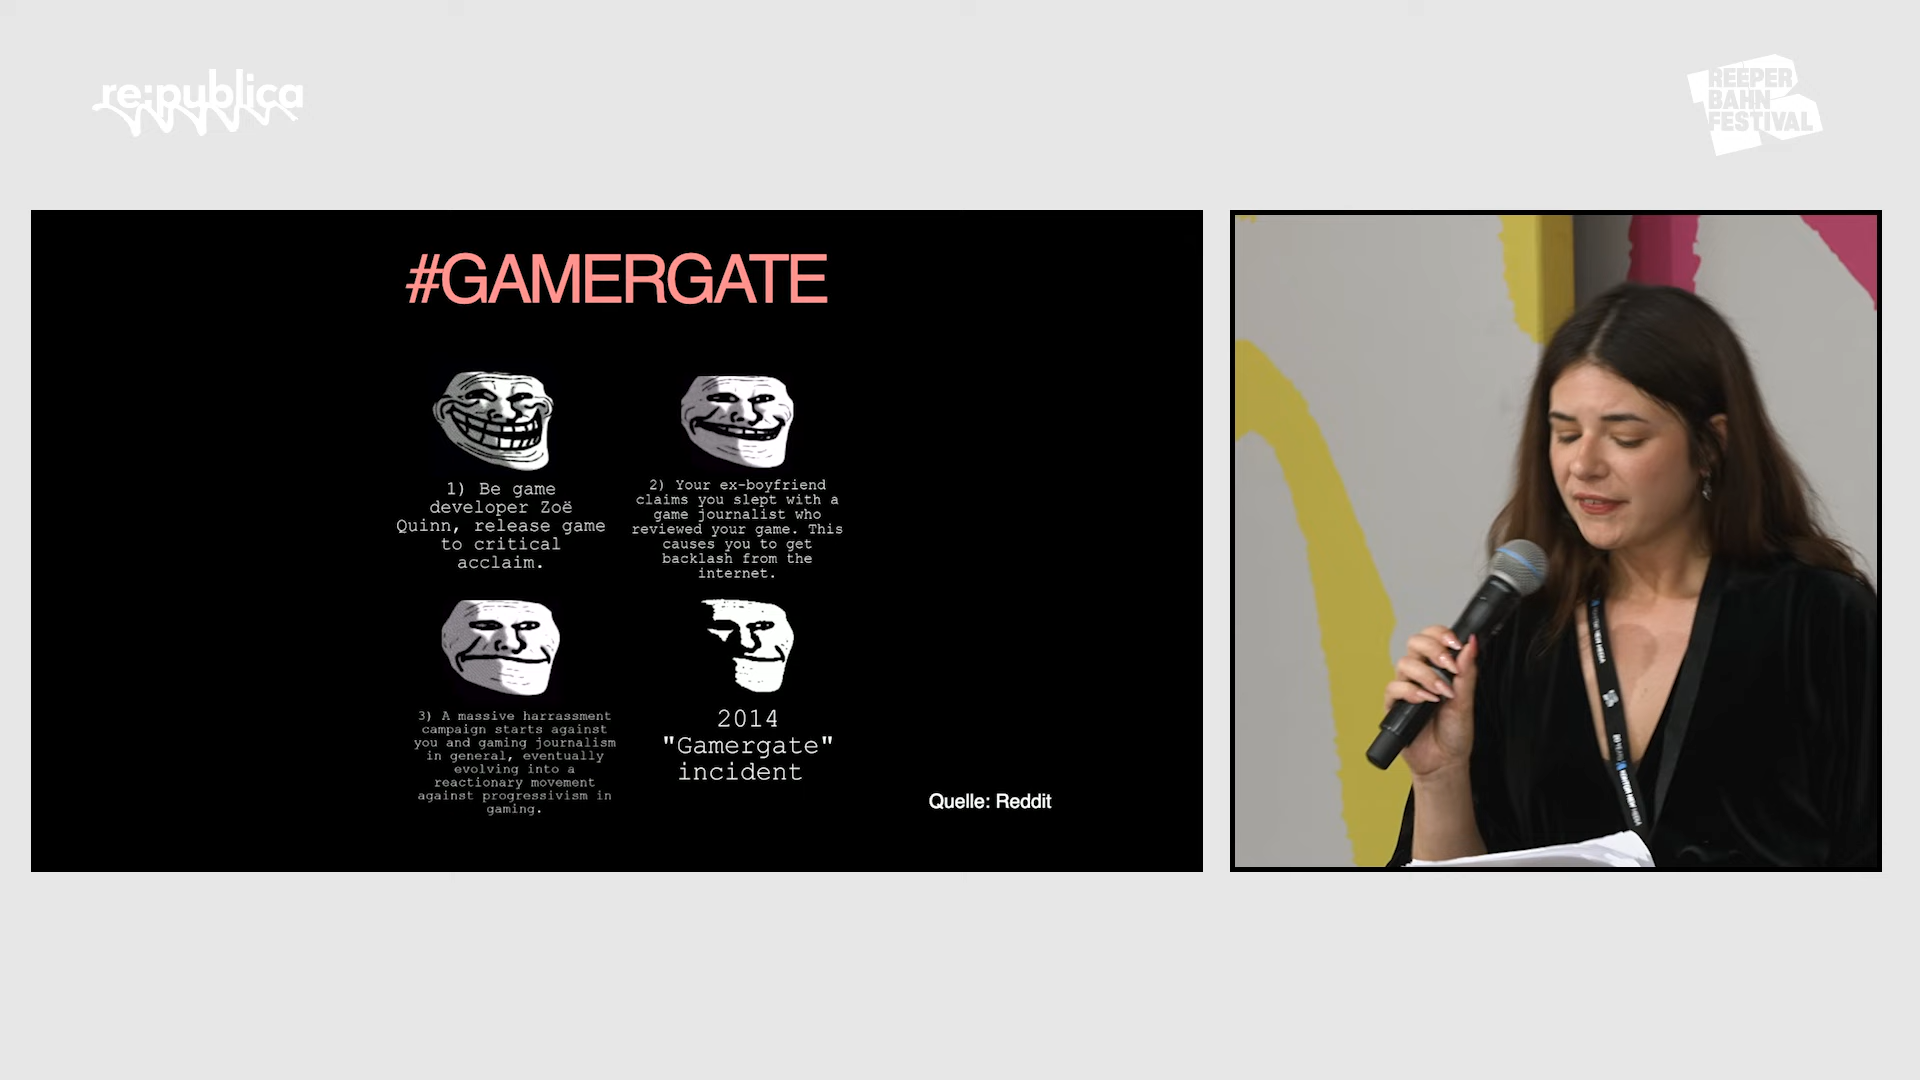 re:publica
REEPER
BAHN
FESTIVAL
#GAMERGATE
1) Be game
developer Zoë
Quinn, release game
to critical
acclaim.
2) Your ex-boyfriend
claims you slept with a
game journalist who
reviewed your game. This
causes you to get
backlash from the
internet.
3) A massive harrassment
campaign starts against
you and gaming journalism
in general, eventually
evolving into a
reactionary movement
against progressivism in
gaming.
2014
"Gamergate"
incident
Quelle: Reddit